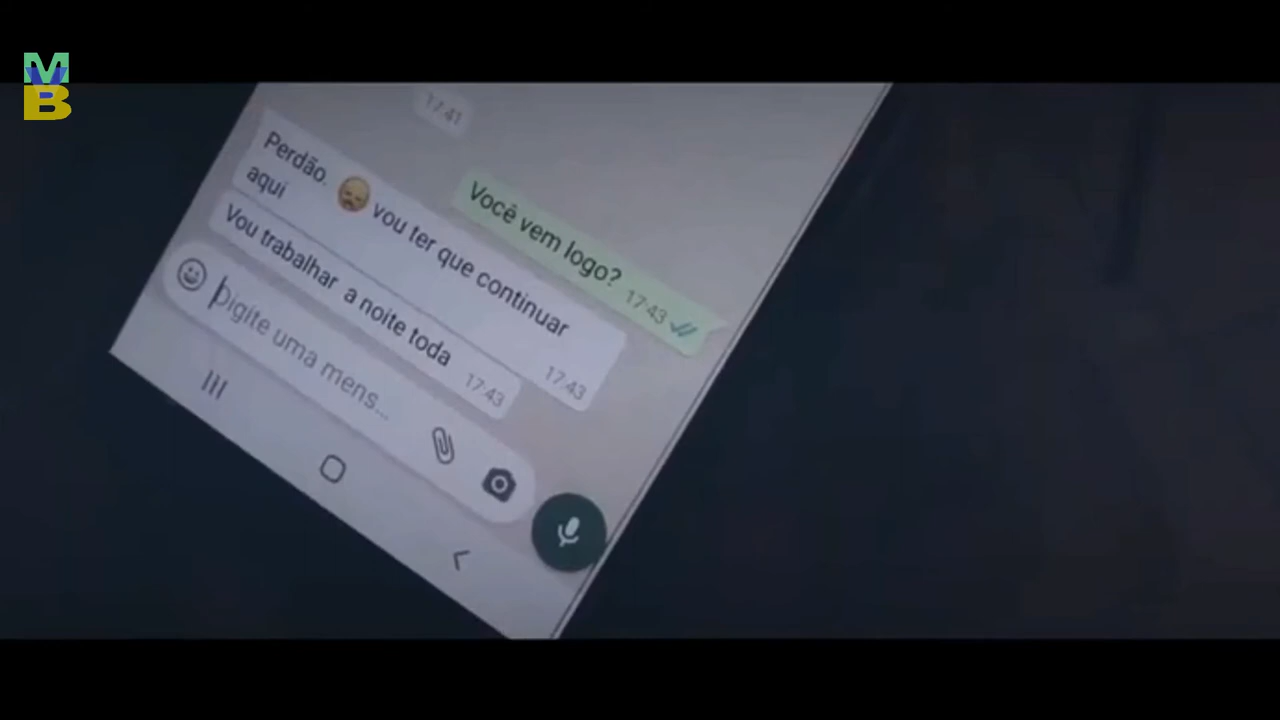 MVB
17:41
Você vem logo? 17:43
Perdão. 😞 vou ter que continuar
aqui 17:43
Vou trabalhar a noite toda 17:43
Digite uma mens...